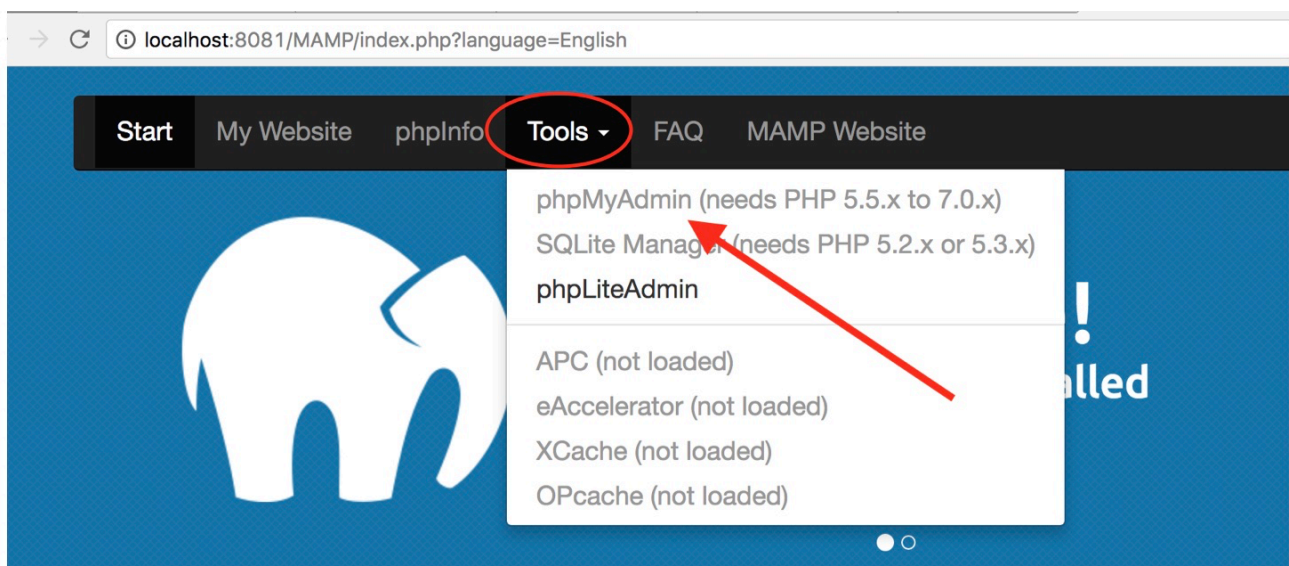 localhost:8081/MAMP/index.php?language=English
Start My Website phpInfo Tools FAQ MAMP Website
phpMyAdmin (needs PHP 5.5.x to 7.0.x)
SQLite Manager (needs PHP 5.2.x or 5.3.x)
phpLiteAdmin
!
alled
APC (not loaded)
eAccelerator (not loaded)
XCache (not loaded)
OPcache (not loaded)